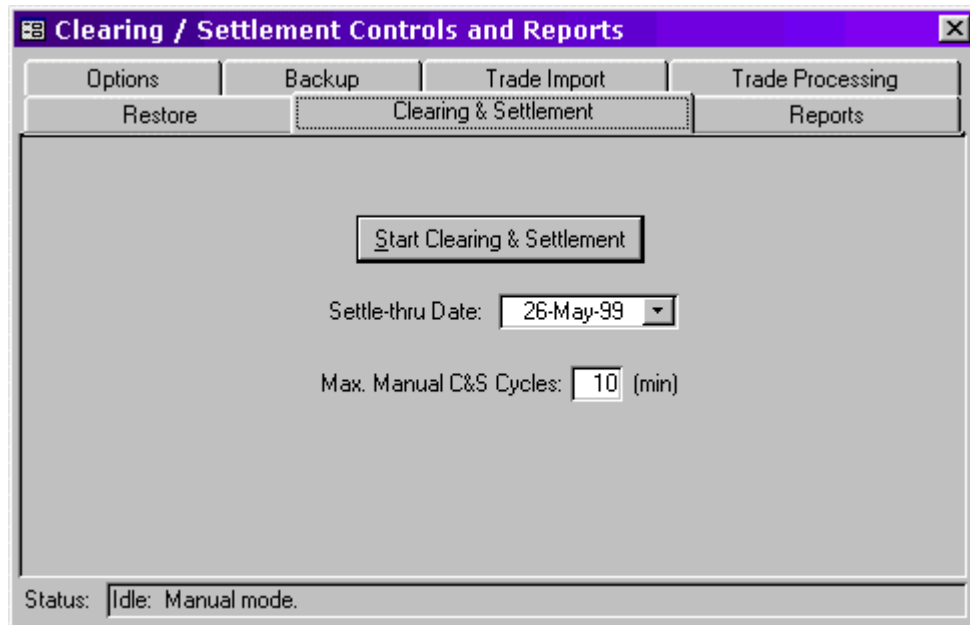 Clearing / Settlement Controls and Reports
Options Backup Trade Import Trade Processing
Restore Clearing & Settlement Reports
Start Clearing & Settlement
Settle-thru Date: 26-May-99
Max. Manual C&S Cycles: 10 (min)
Status: Idle: Manual mode.